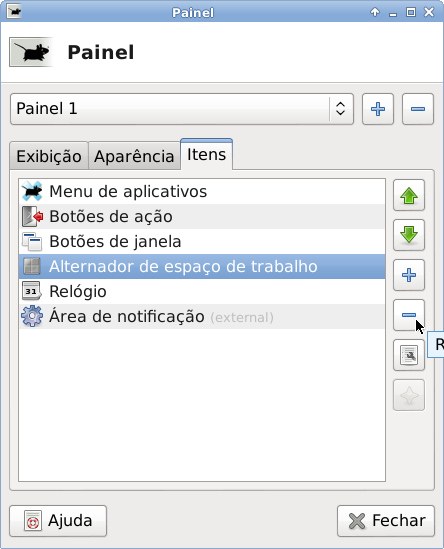 Painel
Painel
Painel 1
Exibição
Aparência
Itens
Menu de aplicativos
Botões de ação
Botões de janela
Alternador de espaço de trabalho
31 Relógio
Área de notificação (external)
R
Ajuda
Fechar